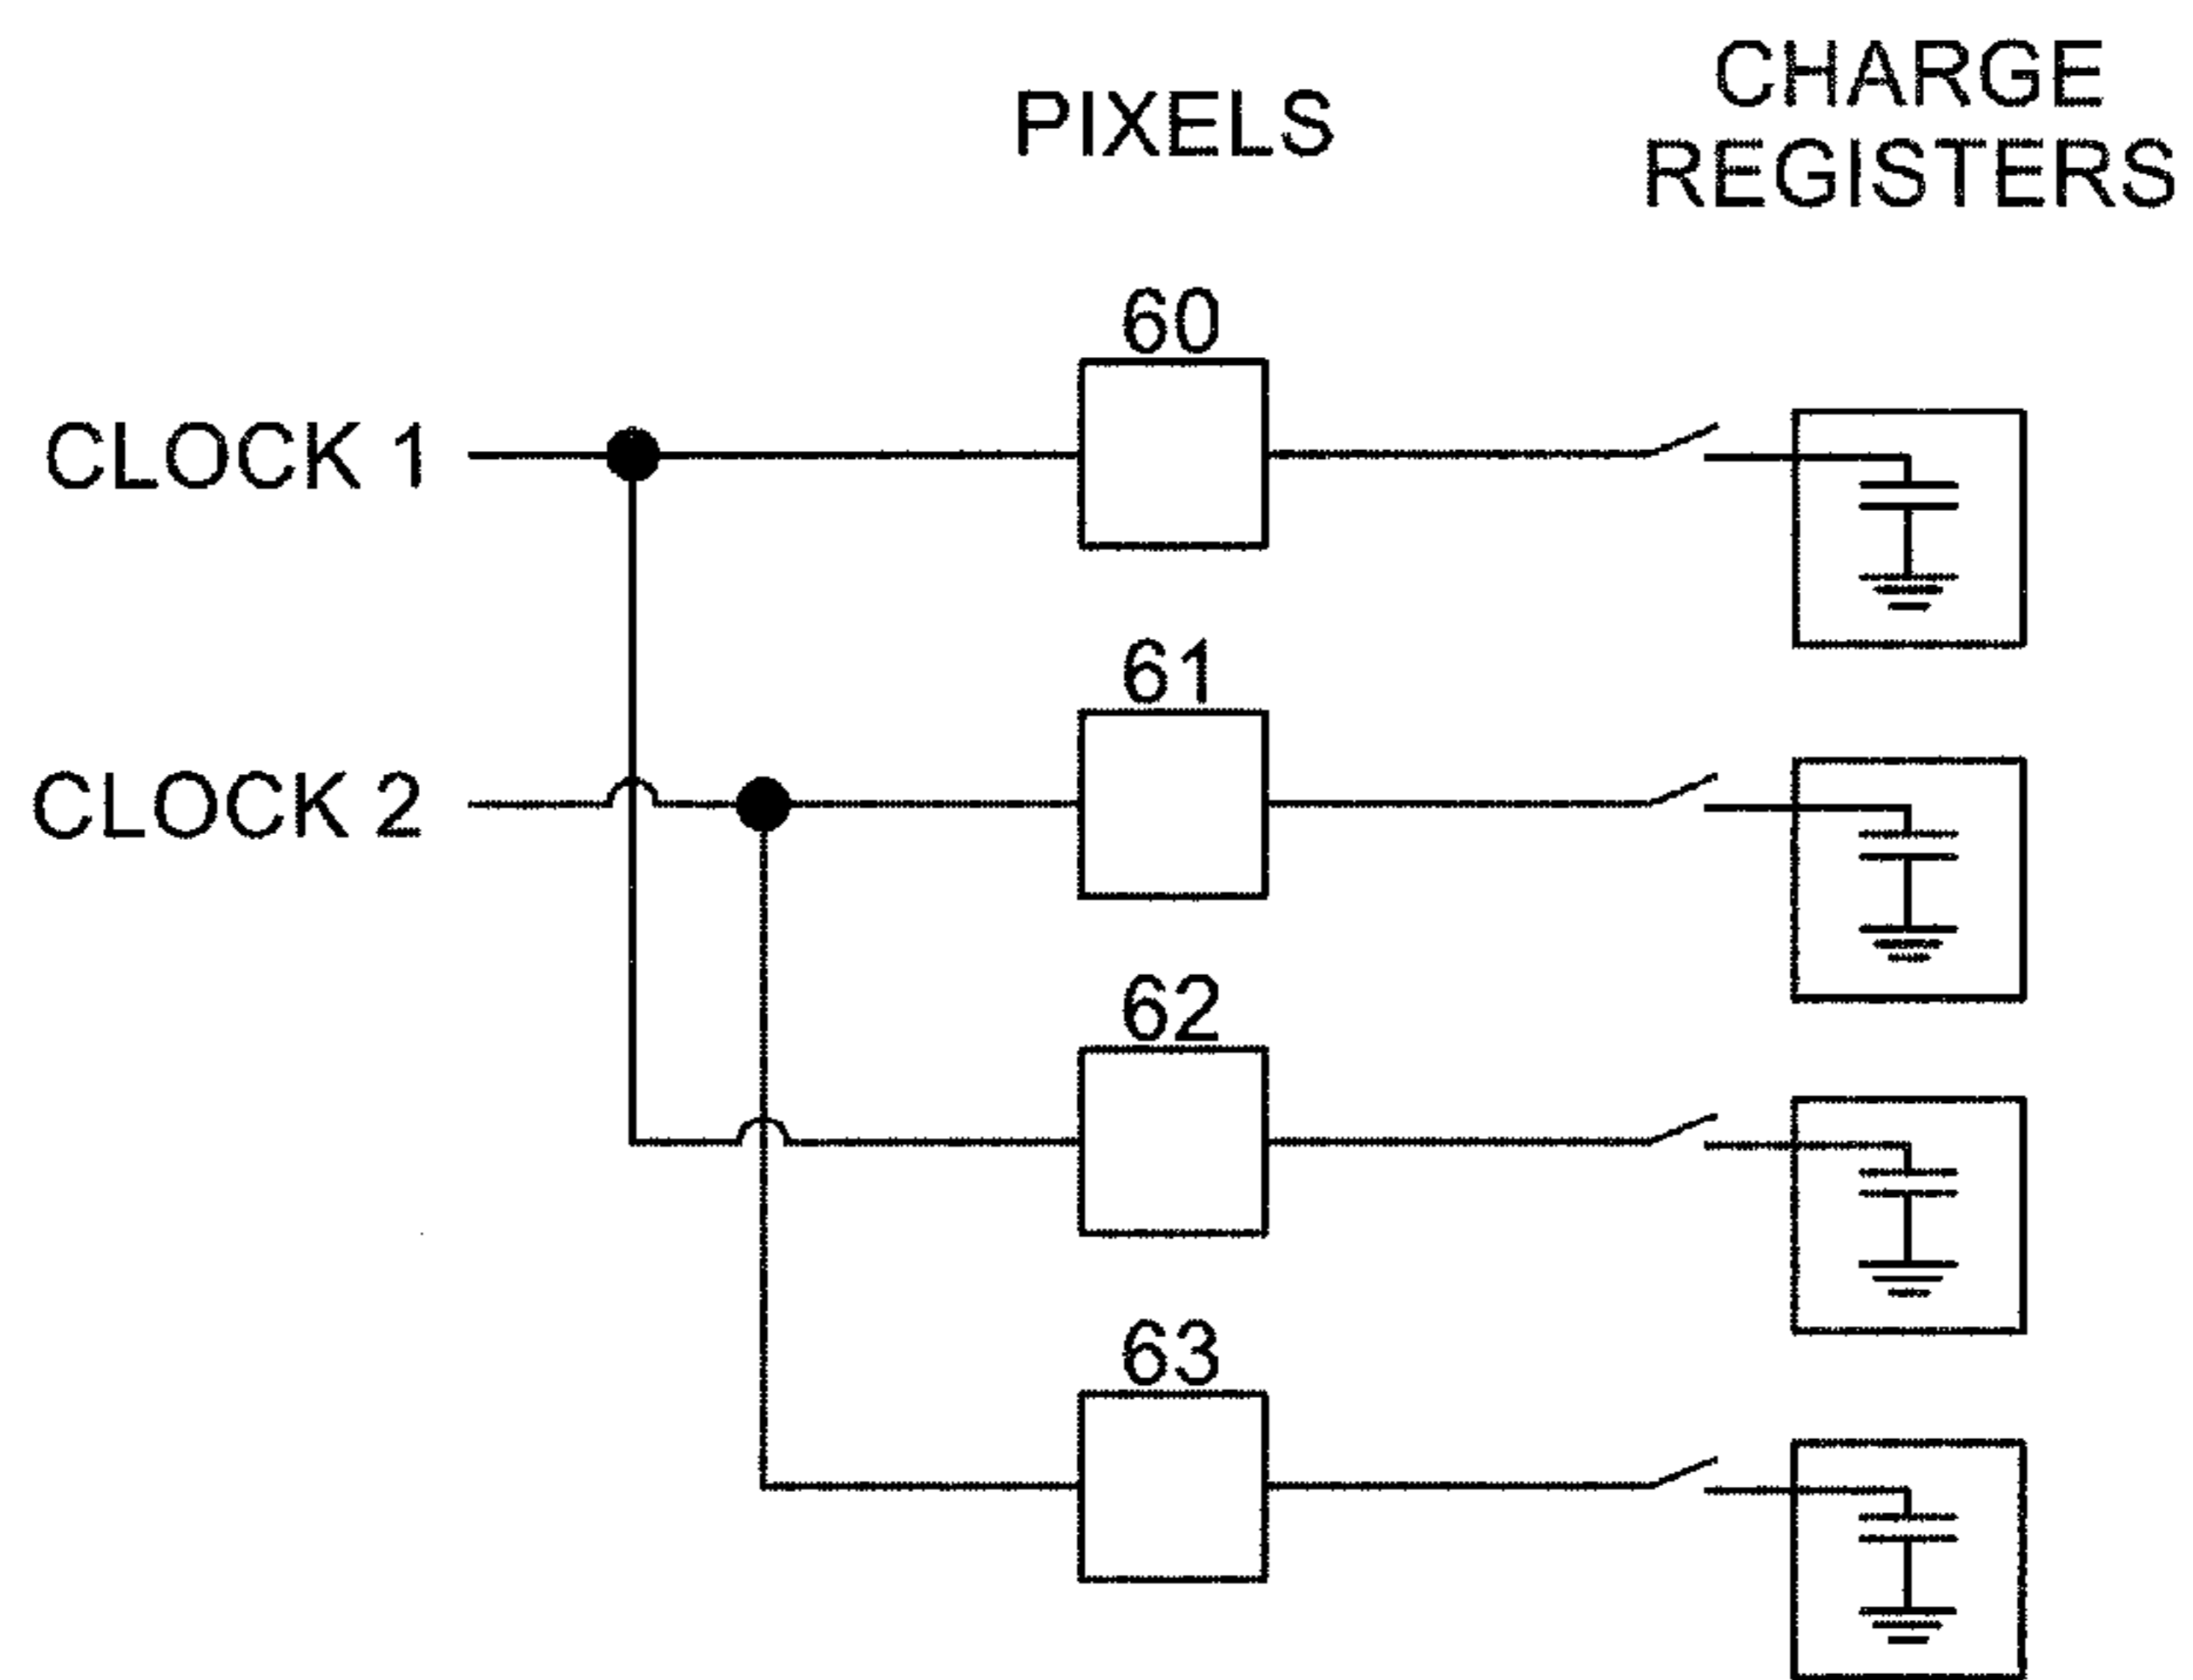 PIXELS
CHARGE
REGISTERS
60
CLOCK 1
61
CLOCK 2
62
63